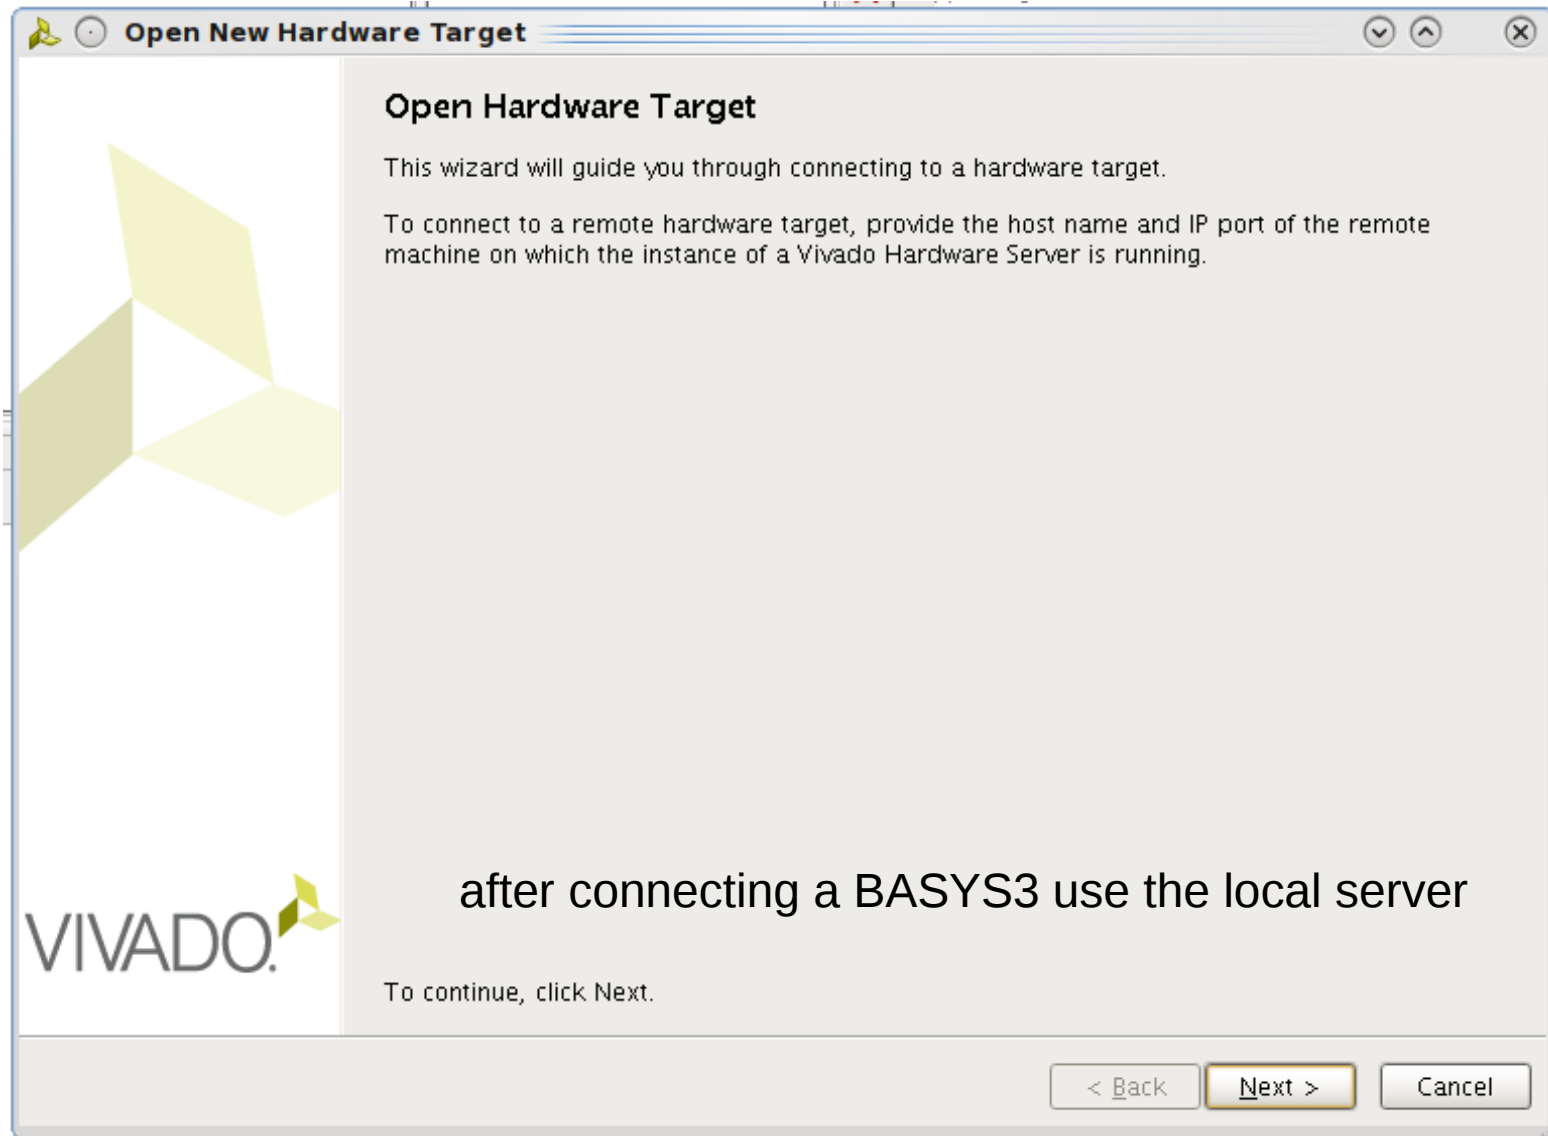 Open New Hardware Target
Open Hardware Target
This wizard will guide you through connecting to a hardware target.
To connect to a remote hardware target, provide the host name and IP port of the remote
machine on which the instance of a Vivado Hardware Server is running.
after connecting a BASYS3 use the local server
VIVADO.
To continue, click Next.
< Back
Next >
Cancel